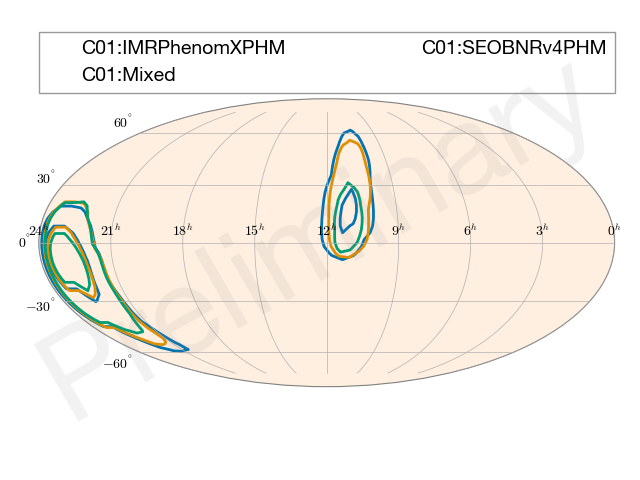 C01:IMRPhenomXPHM C01:SEOBNRv4PHM
C01:Mixed
60°
30°
0° 24h 21h 18h 15h 12h 9h 6h 3h 0h
−30°
−60°
Preliminary